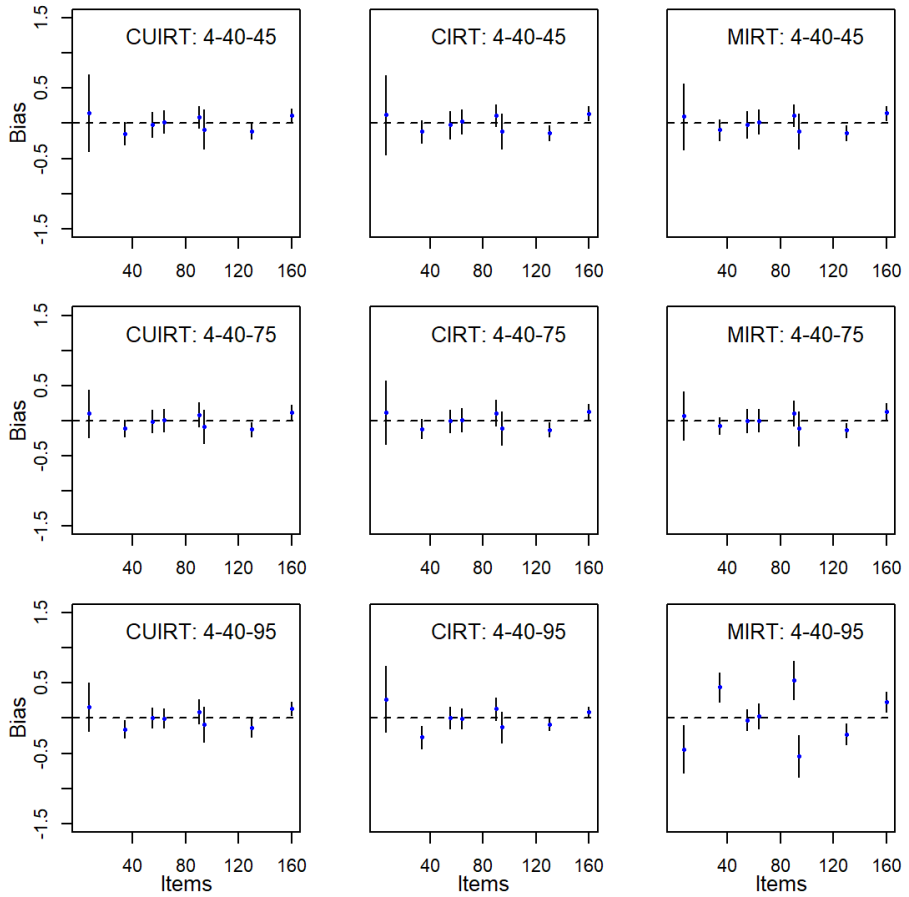 CUIRT: 4-40-45
CIRT: 4-40-45
MIRT: 4-40-45
Bias
1.5
0.5
-0.5
-1.5
40 80 120 160
40 80 120 160
40 80 120 160
CUIRT: 4-40-75
CIRT: 4-40-75
MIRT: 4-40-75
Bias
1.5
0.5
-0.5
-1.5
40 80 120 160
40 80 120 160
40 80 120 160
CUIRT: 4-40-95
CIRT: 4-40-95
MIRT: 4-40-95
Bias
1.5
0.5
-0.5
-1.5
40 80 120 160
40 80 120 160
40 80 120 160
Items
Items
Items